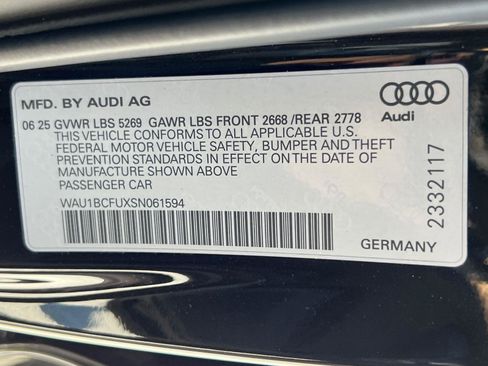 MFD. BY AUDI AG
Audi
06 25 GVWR LBS 5269 GAWR LBS FRONT 2668 /REAR 2778
THIS VEHICLE CONFORMS TO ALL APPLICABLE U.S.
FEDERAL MOTOR VEHICLE SAFETY, BUMPER AND THEFT
PREVENTION STANDARDS IN EFFECT ON THE DATE OF
MANUFACTURE SHOWN ABOVE
PASSENGER CAR
WAU1BCFUXSN061594
2332117
GERMANY